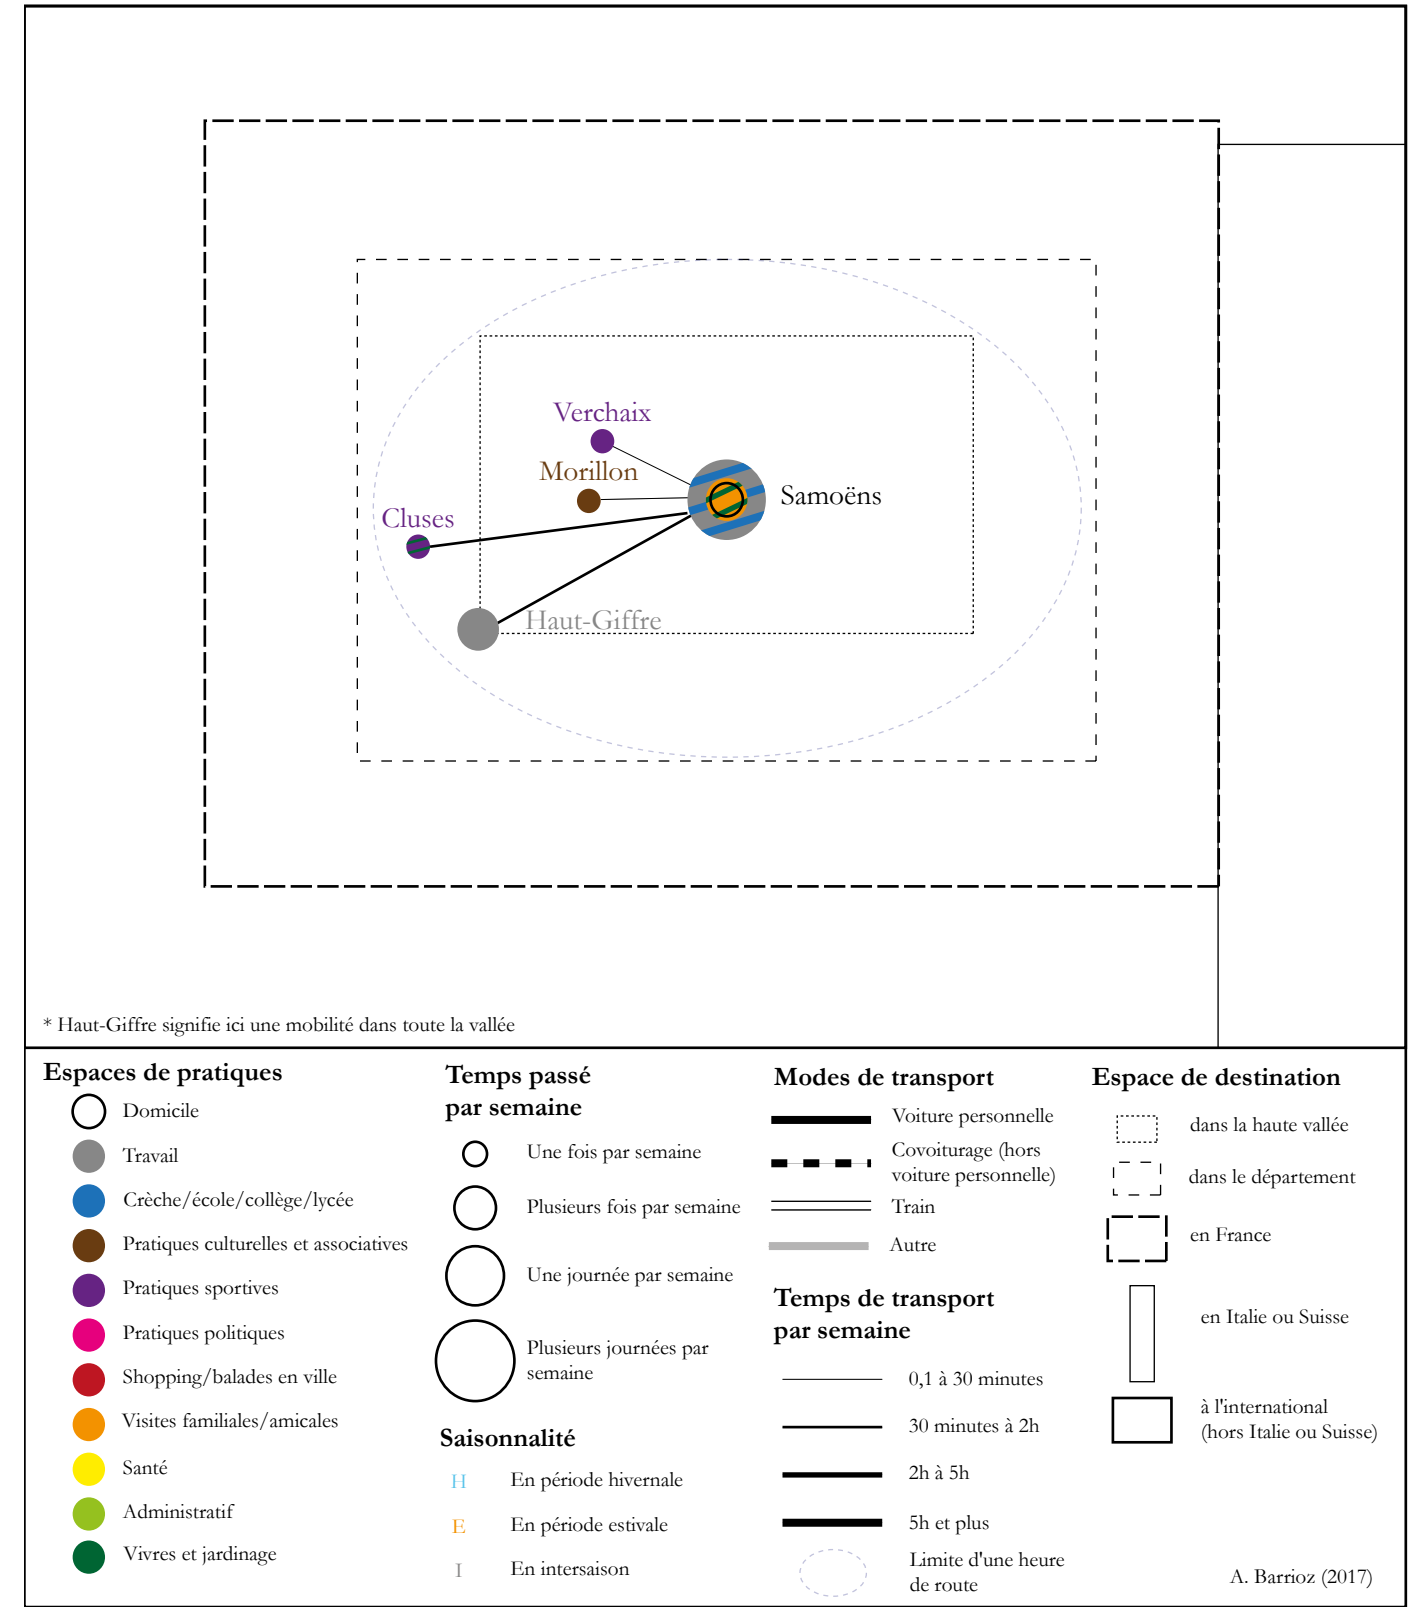 Verchaix
Morillon
Samoëns
Cluses
Haut-Giffre
* Haut-Giffre signifie ici une mobilité dans toute la vallée
Espaces de pratiques
Domicile
Travail
Crèche/école/collège/lycée
Pratiques culturelles et associatives
Pratiques sportives
Pratiques politiques
Shopping/balades en ville
Visites familiales/amicales
Santé
Administratif
Vivres et jardinage
Temps passé
par semaine
Une fois par semaine
Plusieurs fois par semaine
Une journée par semaine
Plusieurs journées par
semaine
Saisonnalité
H En période hivernale
E En période estivale
I En intersaison
Modes de transport
Voiture personnelle
Covoiturage (hors
voiture personnelle)
Train
Autre
Temps de transport
par semaine
0,1 à 30 minutes
30 minutes à 2h
2h à 5h
5h et plus
Limite d'une heure
de route
Espace de destination
dans la haute vallée
dans le département
en France
en Italie ou Suisse
à l'international
(hors Italie ou Suisse)
A. Barrioz (2017)